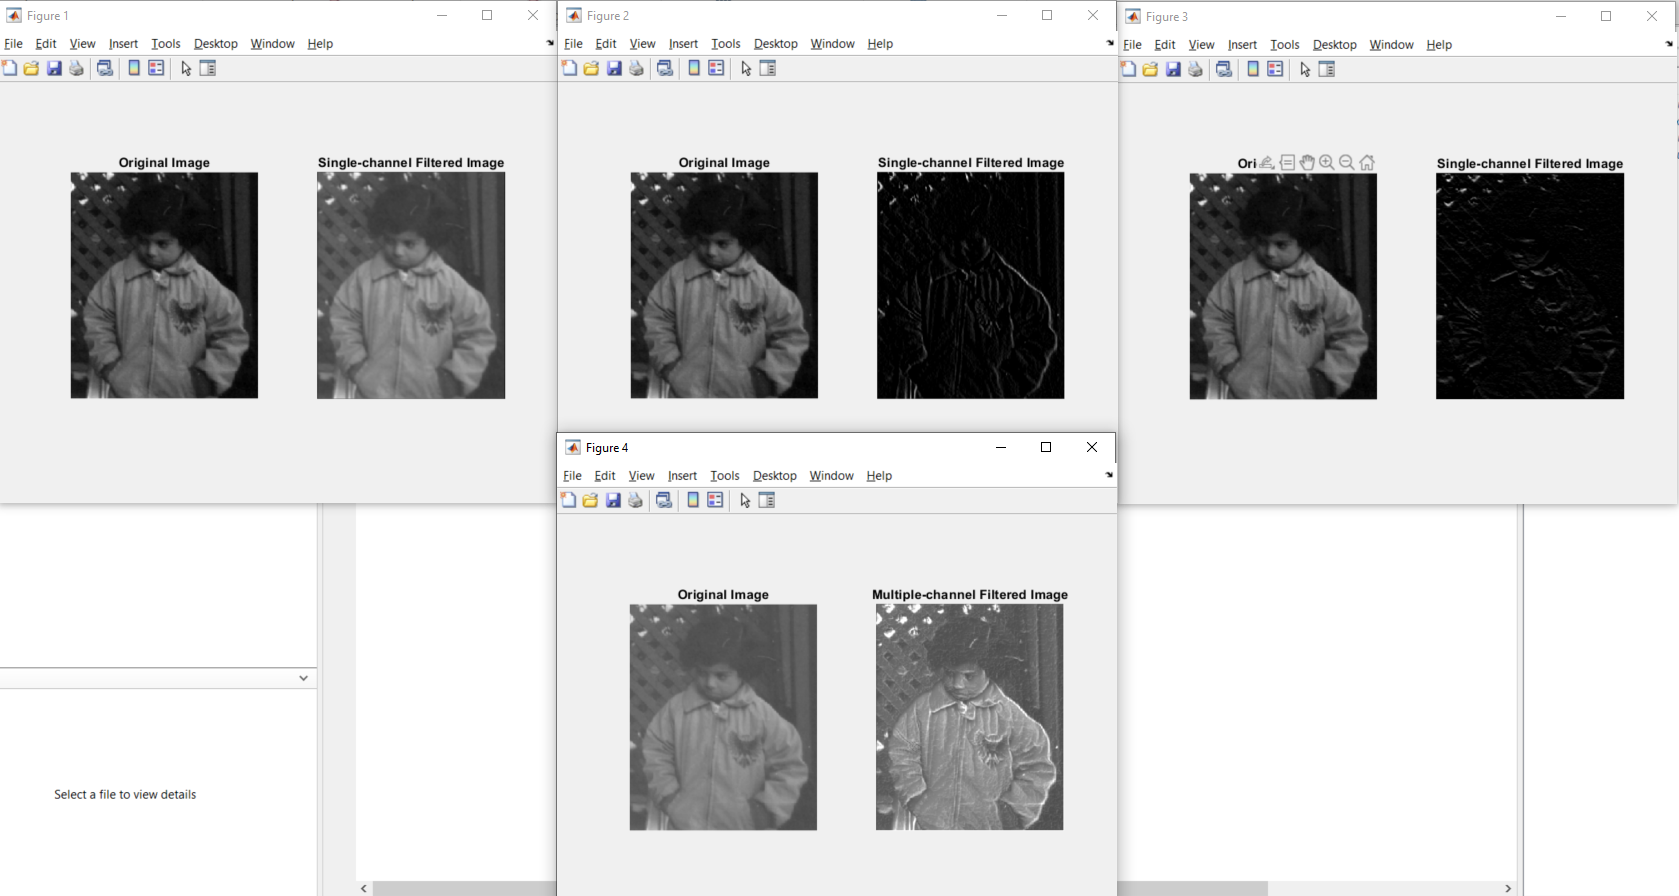 Figure 1
File Edit View Insert Tools Desktop Window Help
Original Image
Single-channel Filtered Image
Figure 2
File Edit View Insert Tools Desktop Window Help
Original Image
Single-channel Filtered Image
Figure 3
File Edit View Insert Tools Desktop Window Help
Ori
Single-channel Filtered Image
Figure 4
File Edit View Insert Tools Desktop Window Help
Original Image
Multiple-channel Filtered Image
Select a file to view details